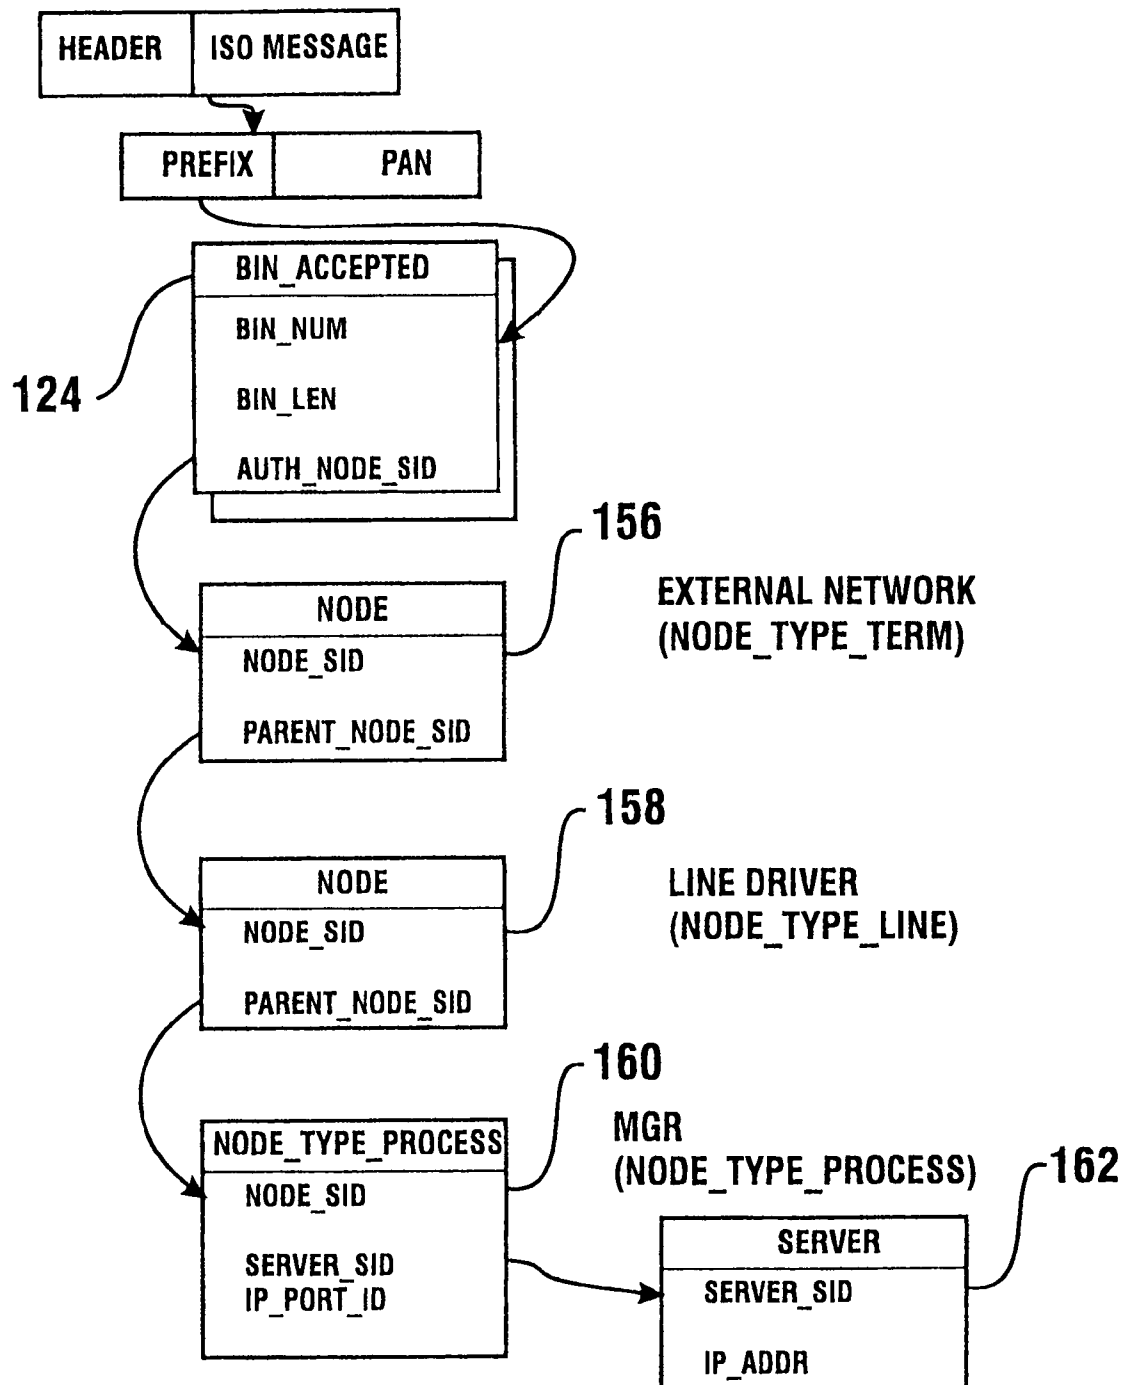 HEADER
ISO MESSAGE
PREFIX
PAN
BIN_ACCEPTED
BIN_NUM
BIN_LEN
AUTH_NODE_SID
124
156
NODE
NODE_SID
PARENT_NODE_SID
EXTERNAL NETWORK
(NODE_TYPE_TERM)
158
NODE
NODE_SID
PARENT_NODE_SID
LINE DRIVER
(NODE_TYPE_LINE)
160
NODE_TYPE_PROCESS
NODE_SID
SERVER_SID
IP_PORT_ID
MGR
(NODE_TYPE_PROCESS)
162
SERVER
SERVER_SID
IP_ADDR